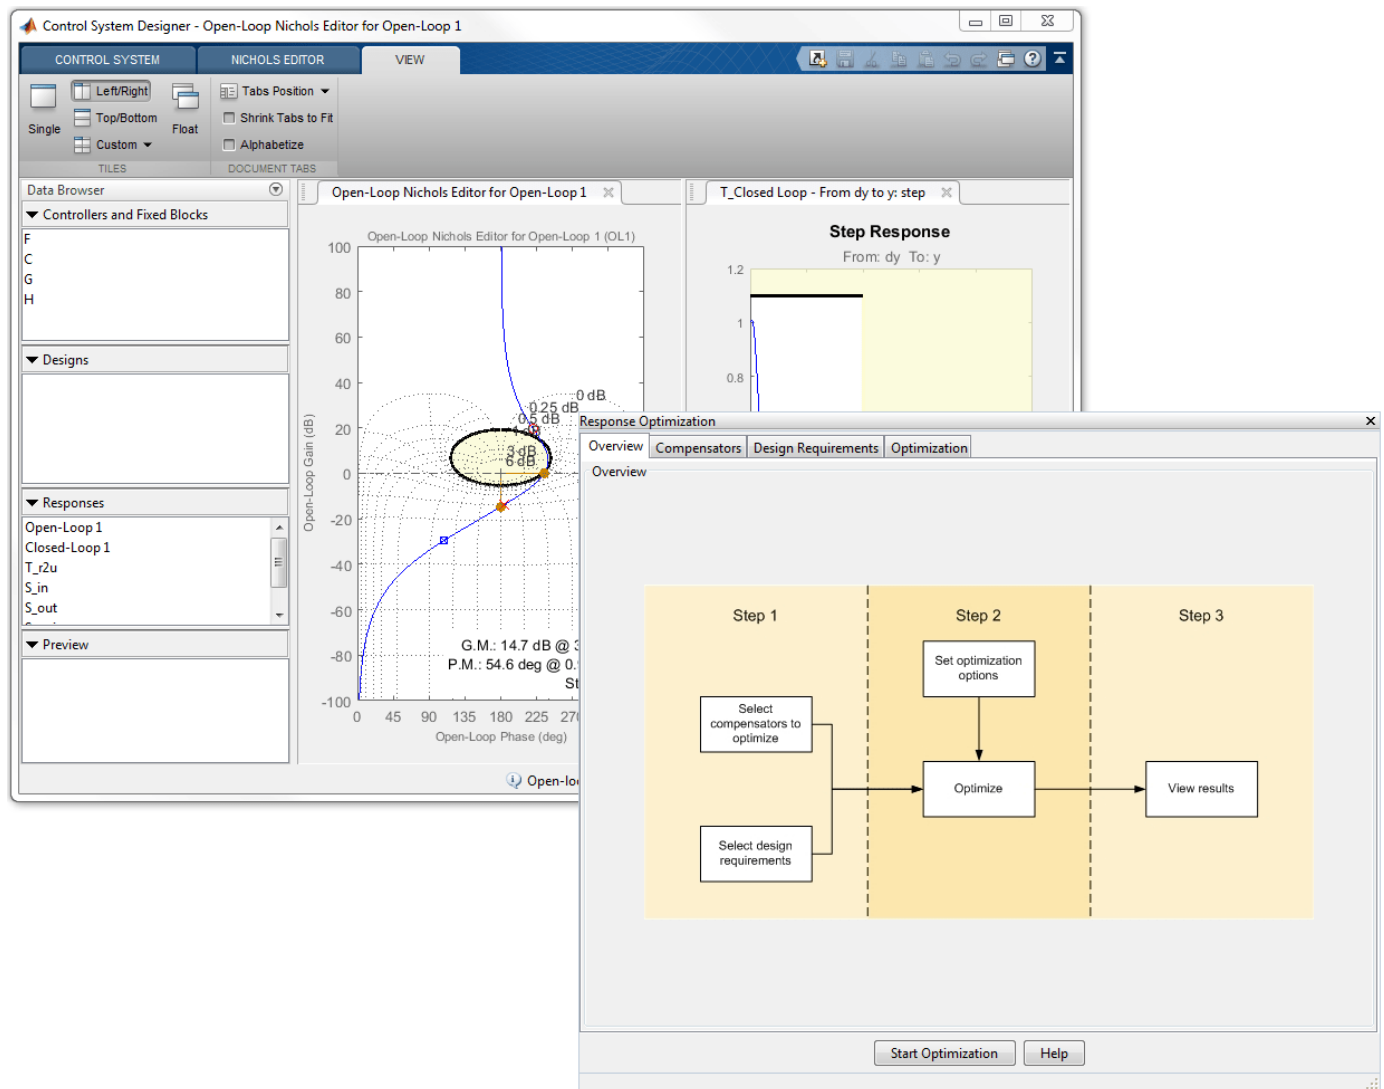 Control System Designer - Open-Loop Nichols Editor for Open-Loop 1
CONTROL SYSTEM
NICHOLS EDITOR
VIEW
Single
Left/Right
Top/Bottom
Custom
Float
TILES
Tabs Position
Shrink Tabs to Fit
Alphabetize
DOCUMENT TABS
Data Browser
Controllers and Fixed Blocks
F
C
G
H
Designs
Responses
Open-Loop 1
Closed-Loop 1
T_r2u
S_in
S_out
Preview
Open-Loop Nichols Editor for Open-Loop 1
Open-Loop Nichols Editor for Open-Loop 1 (OL1)
Open-Loop Gain (dB)
100
80
60
40
20
0
-20
-40
-60
-80
-100
0 dB
0.25 dB
0.5 dB
3 dB
6 dB
G.M.: 14.7 dB @
P.M.: 54.6 deg @ 0.
St
0 45 90 135 180 225 27
Open-Loop Phase (deg)
Open-lo
T_Closed Loop - From dy to y: step
Step Response
From: dy To: y
1.2
1
0.8
Response Optimization
Overview
Compensators
Design Requirements
Optimization
Overview
Step 1
Step 2
Step 3
Select
compensators to
optimize
Select design
requirements
Set optimization
options
Optimize
View results
Start Optimization
Help